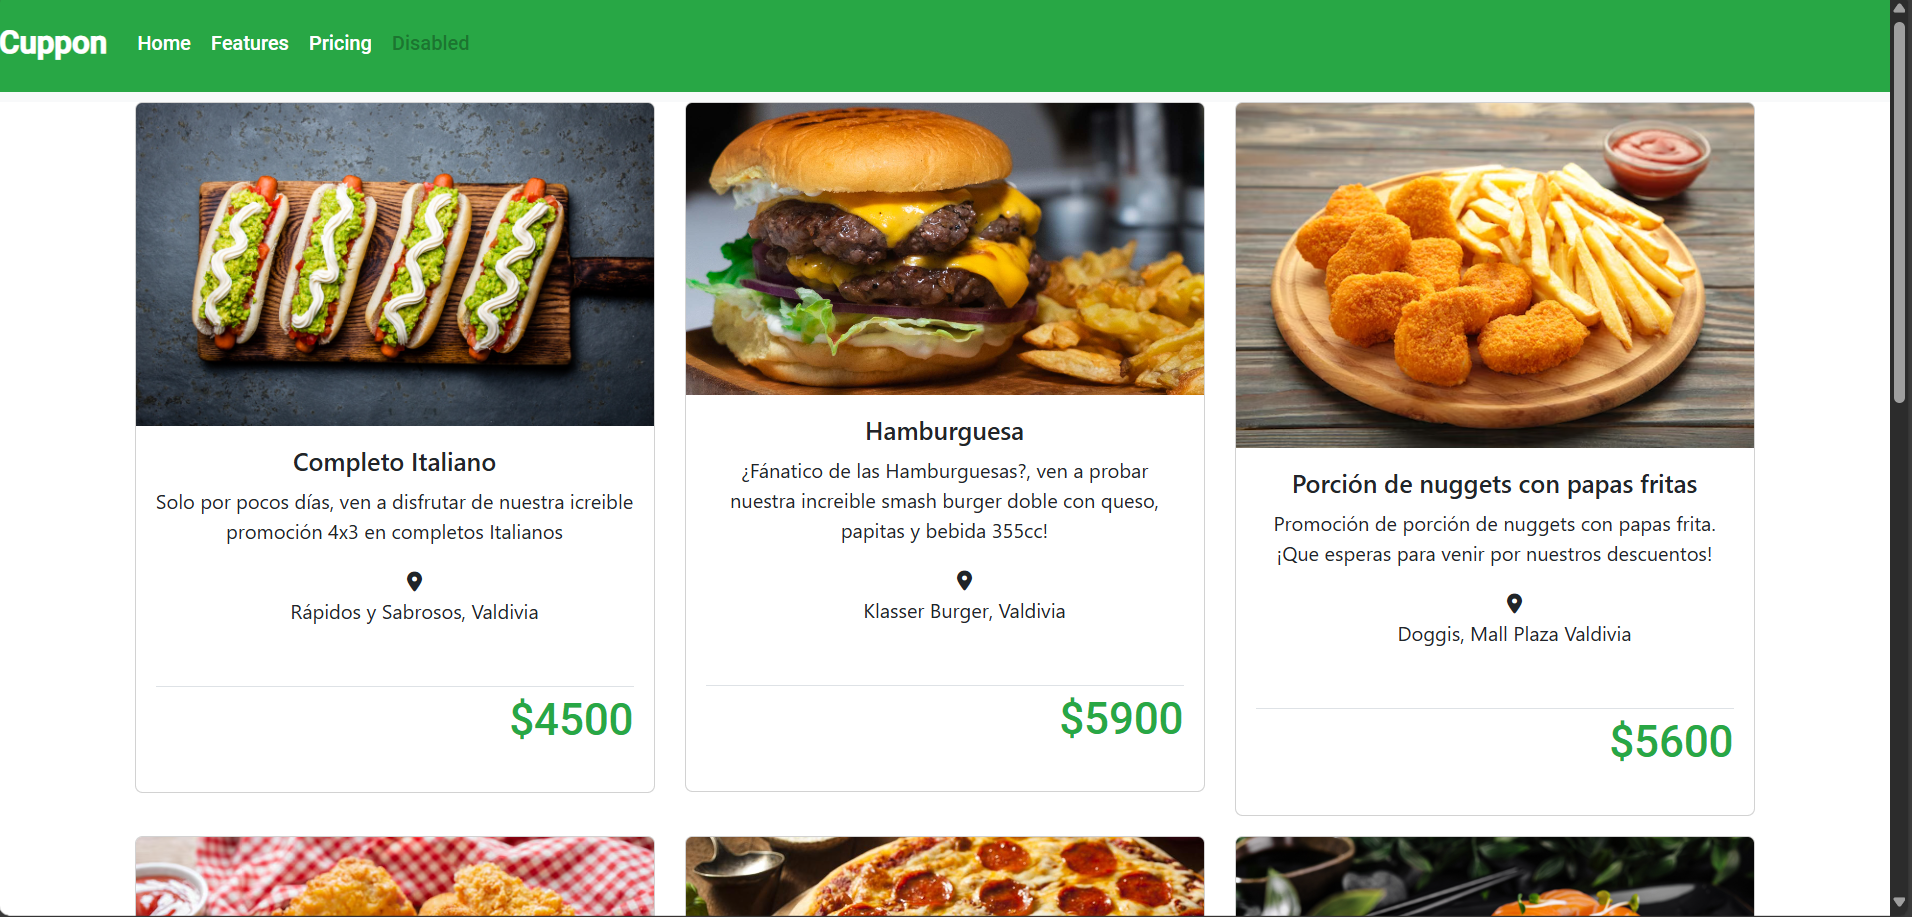 Cuppon Home Features Pricing Disabled
Completo Italiano
Solo por pocos días, ven a disfrutar de nuestra icreible
promoción 4x3 en completos Italianos
Rápidos y Sabrosos, Valdivia
$4500
Hamburguesa
¿Fánatico de las Hamburguesas?, ven a probar
nuestra increible smash burger doble con queso,
papitas y bebida 355cc!
Klasser Burger, Valdivia
$5900
Porción de nuggets con papas fritas
Promoción de porción de nuggets con papas frita.
¡Que esperas para venir por nuestros descuentos!
Doggis, Mall Plaza Valdivia
$5600